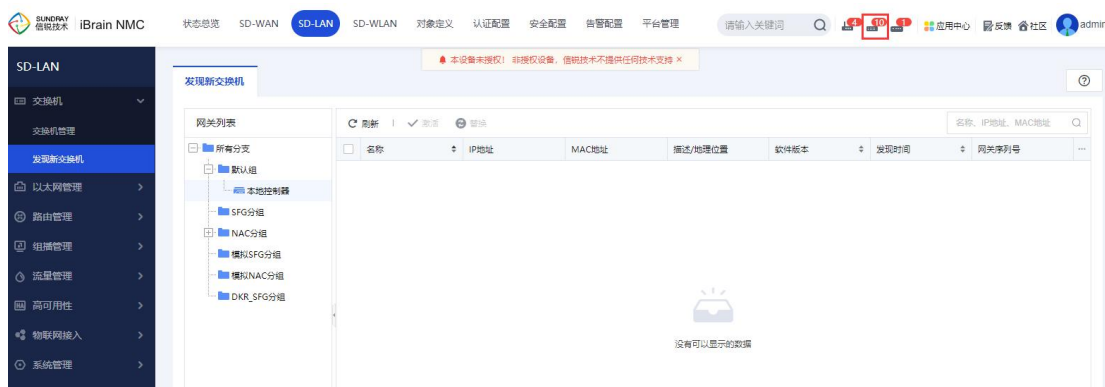 SUNDRAY 信锐技术 iBrain NMC 状态总览 SD-WAN SD-LAN SD-WLAN 对象定义 认证配置 安全配置 告警配置 平台管理 请输入关键词 4 10 1 应用中心 反馈 社区 admin
SD-LAN
本设备未授权！ 非授权设备，信锐技术不提供任何技术支持 ×
发现新交换机
交换机
交换机管理
发现新交换机
以太网管理
路由管理
组播管理
流量管理
高可用性
物联网接入
系统管理
网关列表
所有分支
默认组
本地控制器
SFG分组
NAC分组
模拟SFG分组
模拟NAC分组
DKR_SFG分组
刷新 激活 替换 名称、IP地址、MAC地址
名称 IP地址 MAC地址 描述/地理位置 软件版本 发现时间 网关序列号
没有可以显示的数据